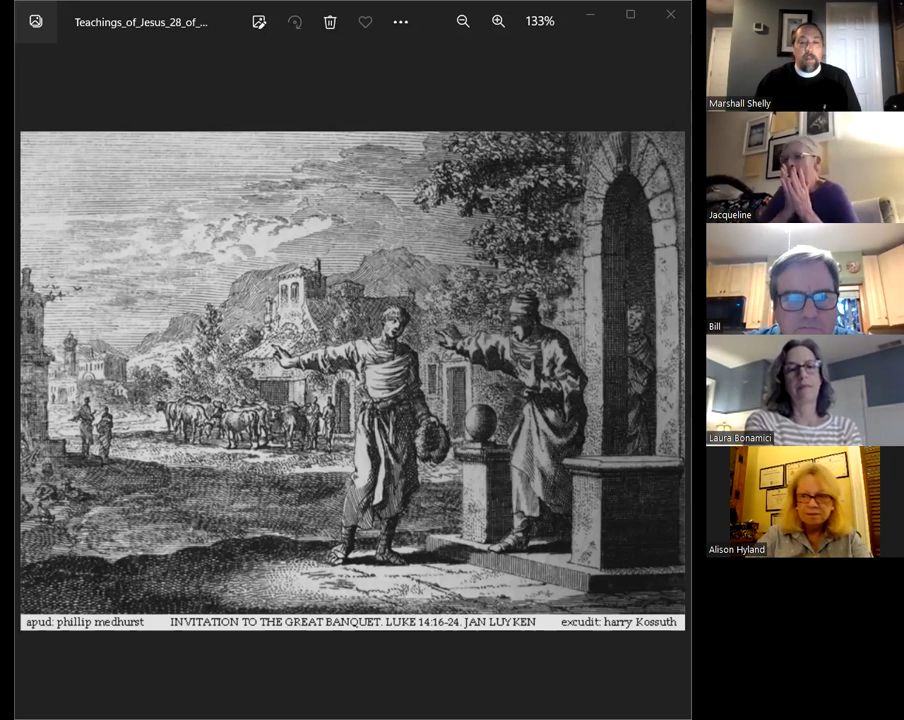 Teachings_of_Jesus_28_of_...
133%
apud: phillip medhurst INVITATION TO THE GREAT BANQUET. LUKE 14:16-24. JAN LUYKEN excudit: harry Kossuth
Marshall Shelly
Jacqueline
Bill
Laura Bonamici
Alison Hyland